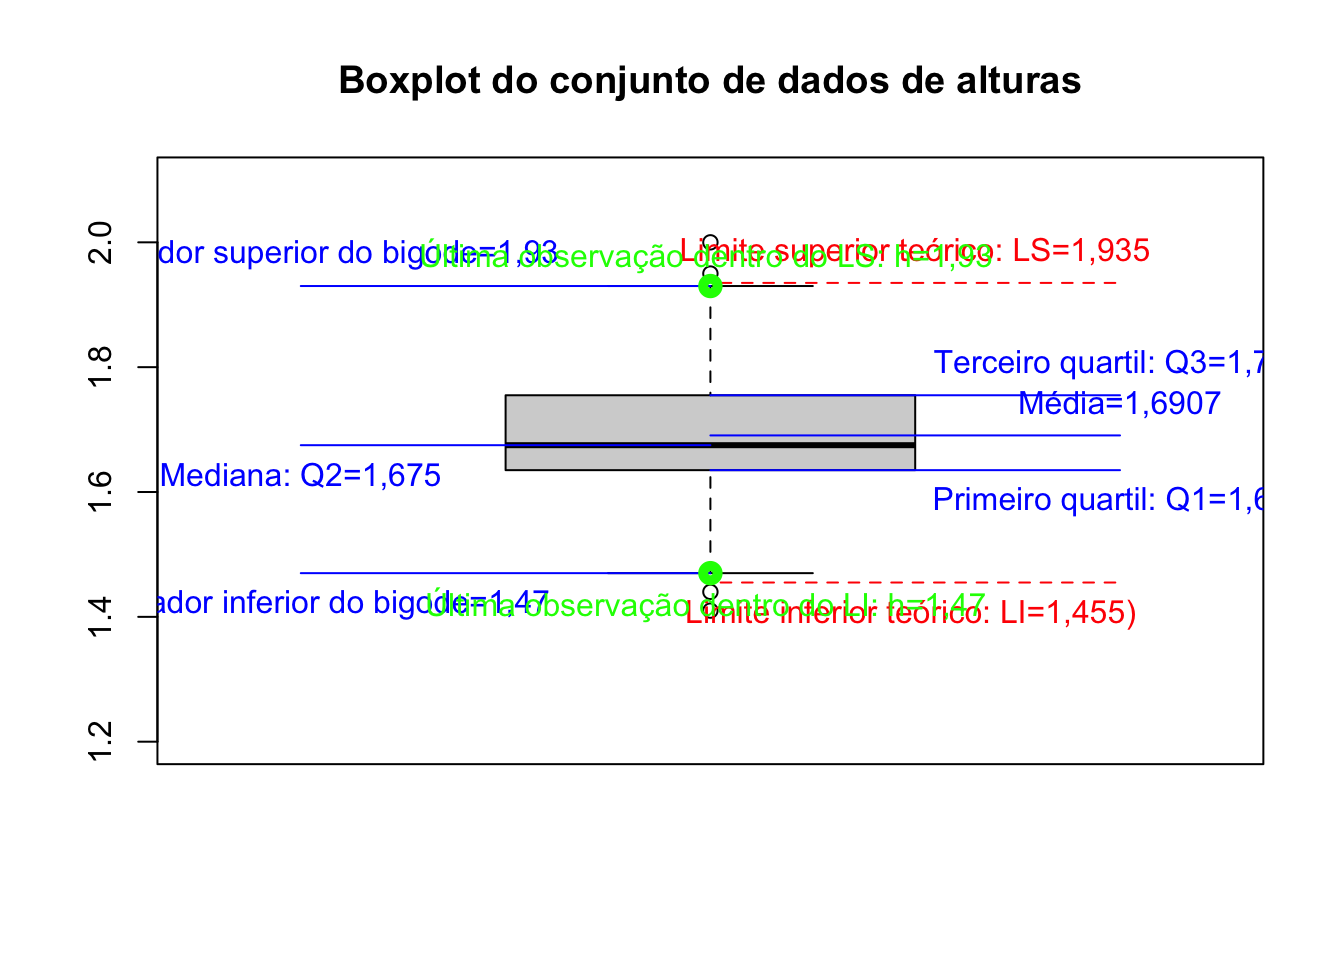 Boxplot do conjunto de dados de alturas
2.0
1.8
1.6
1.4
1.2
dor superior do bigode=1,93
Última observação dentro do LS: h=1,93
Limite superior teórico: LS=1,935
Terceiro quartil: Q3=1,7
Média=1,6907
Mediana: Q2=1,675
Primeiro quartil: Q1=1,6
ador inferior do bigode=1,47
Última observação dentro do LI: h=1,47
Limite inferior teórico: LI=1,455)